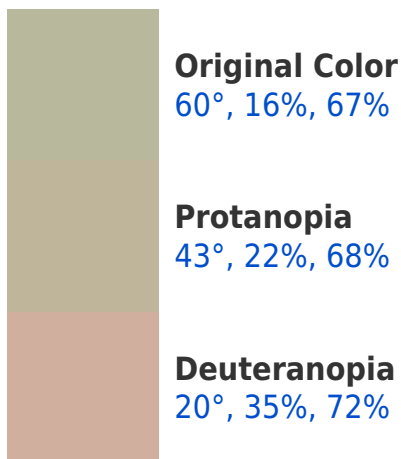 Original Color
60°, 16%, 67%
Protanopia
43°, 22%, 68%
Deuteranopia
20°, 35%, 72%